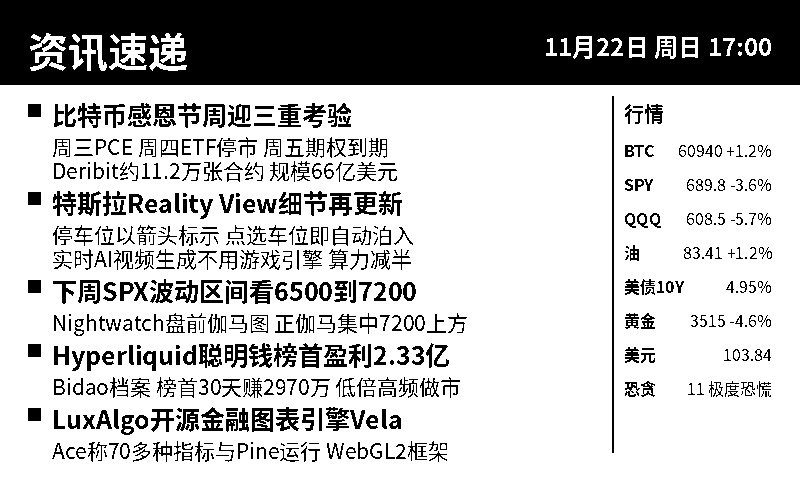 资讯速递
11月22日 周日 17:00
比特币感恩节周迎三重考验
周三PCE 周四ETF停市 周五期权到期
Deribit约11.2万张合约 规模66亿美元
特斯拉Reality View细节再更新
停车位以箭头标示 点选车位即自动泊入
实时AI视频生成不用游戏引擎 算力减半
下周SPX波动区间看6500到7200
Nightwatch盘前伽马图 正伽马集中7200上方
Hyperliquid聪明钱榜首盈利2.33亿
Bidao档案 榜首30天赚2970万 低倍高频做市
LuxAlgo开源金融图表引擎Vela
Ace称70多种指标与Pine运行 WebGL2框架
行情
BTC 60940 +1.2%
SPY 689.8 -3.6%
QQQ 608.5 -5.7%
油 83.41 +1.2%
美债10Y 4.95%
黄金 3515 -4.6%
美元 103.84
恐贪 11 极度恐慌